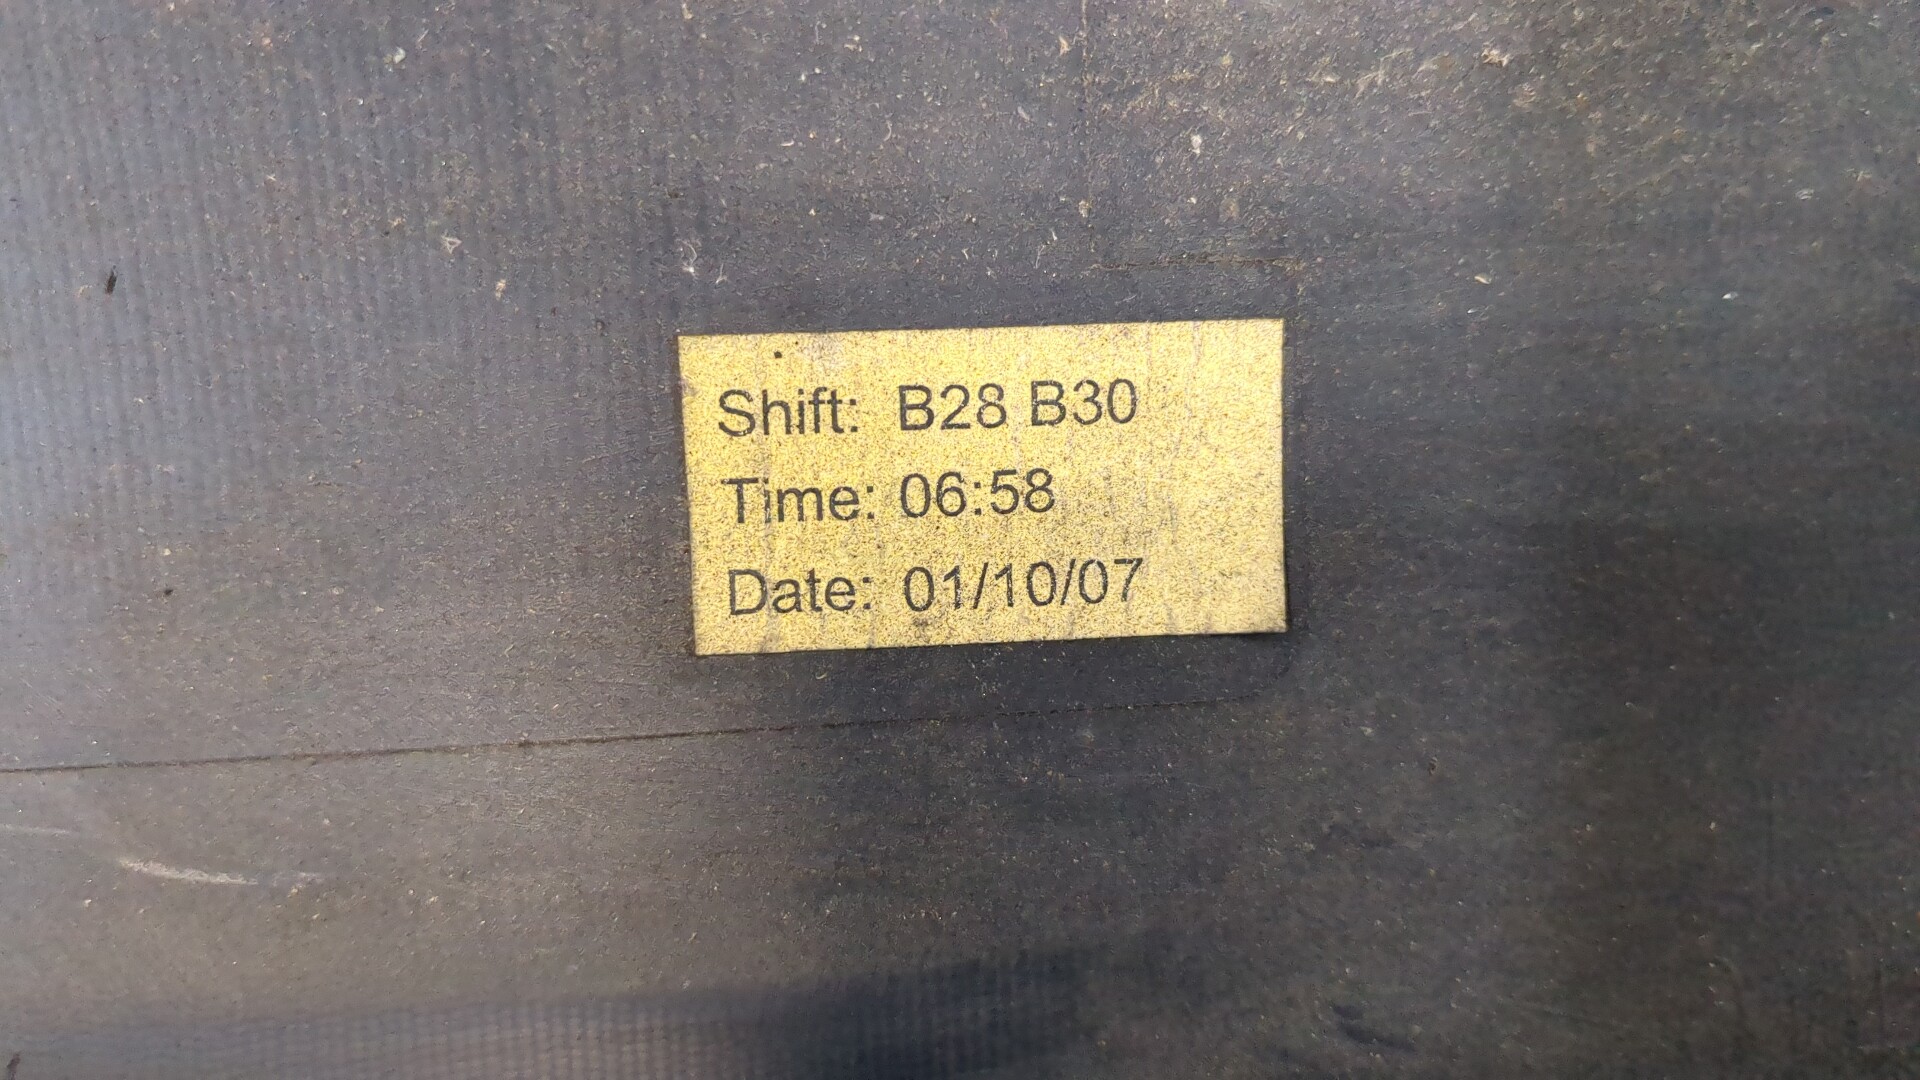 Shift: B28 B30
Time: 06:58
Date: 01/10/07